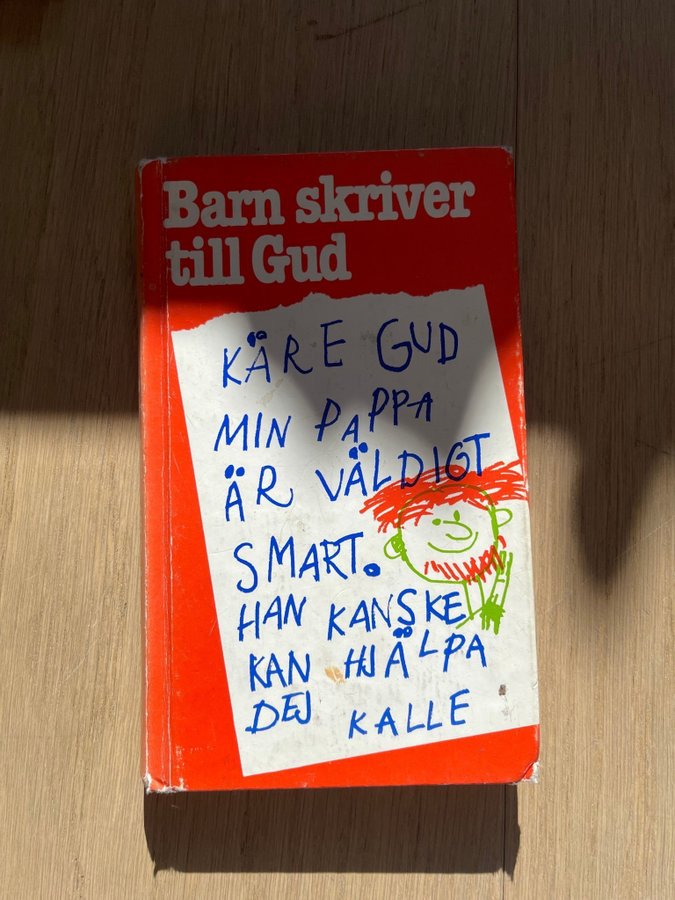 Barn skriver
till Gud
KÄRE GUD
MIN PAPPA
ÄR VÄLDIGT
SMART.
HAN KANSKE
KAN HJÄLPA
DEJ KALLE